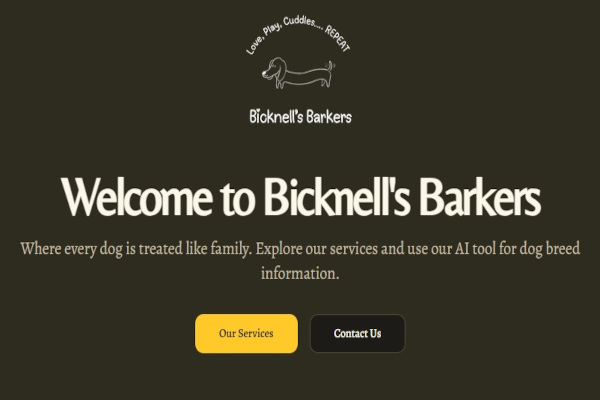 Love, Play, Cuddles.... REPEAT
Bicknell's Barkers
Welcome to Bicknell's Barkers
Where every dog is treated like family. Explore our services and use our AI tool for dog breed
information.
Our Services
Contact Us